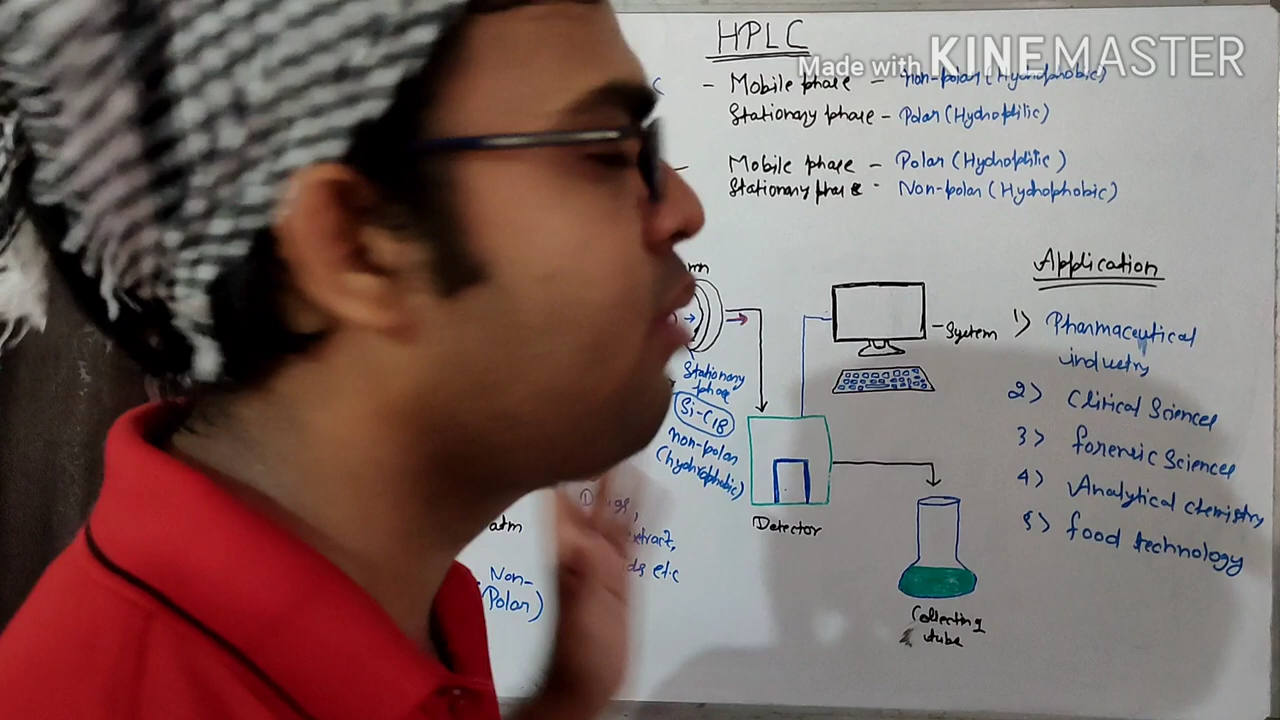 HPLC
Made with KINEMASTER
C - Mobile phase - non-polar (Hydrophobic)
Stationary phase - Polar (Hydrophilic)
- Mobile phase - Polar (Hydrophilic)
Stationary phase - Non-polar (Hydrophobic)
mn
Stationary
phase
Si-C18
non-polar
(hydrophobic)
System
Detector
Collecting
tube
atm
etc
Non-
Polar)
Application
1) Pharmaceutical
industry
2) Clinical Sciences
3) forensic Sciences
4) Analytical chemistry
5) food technology